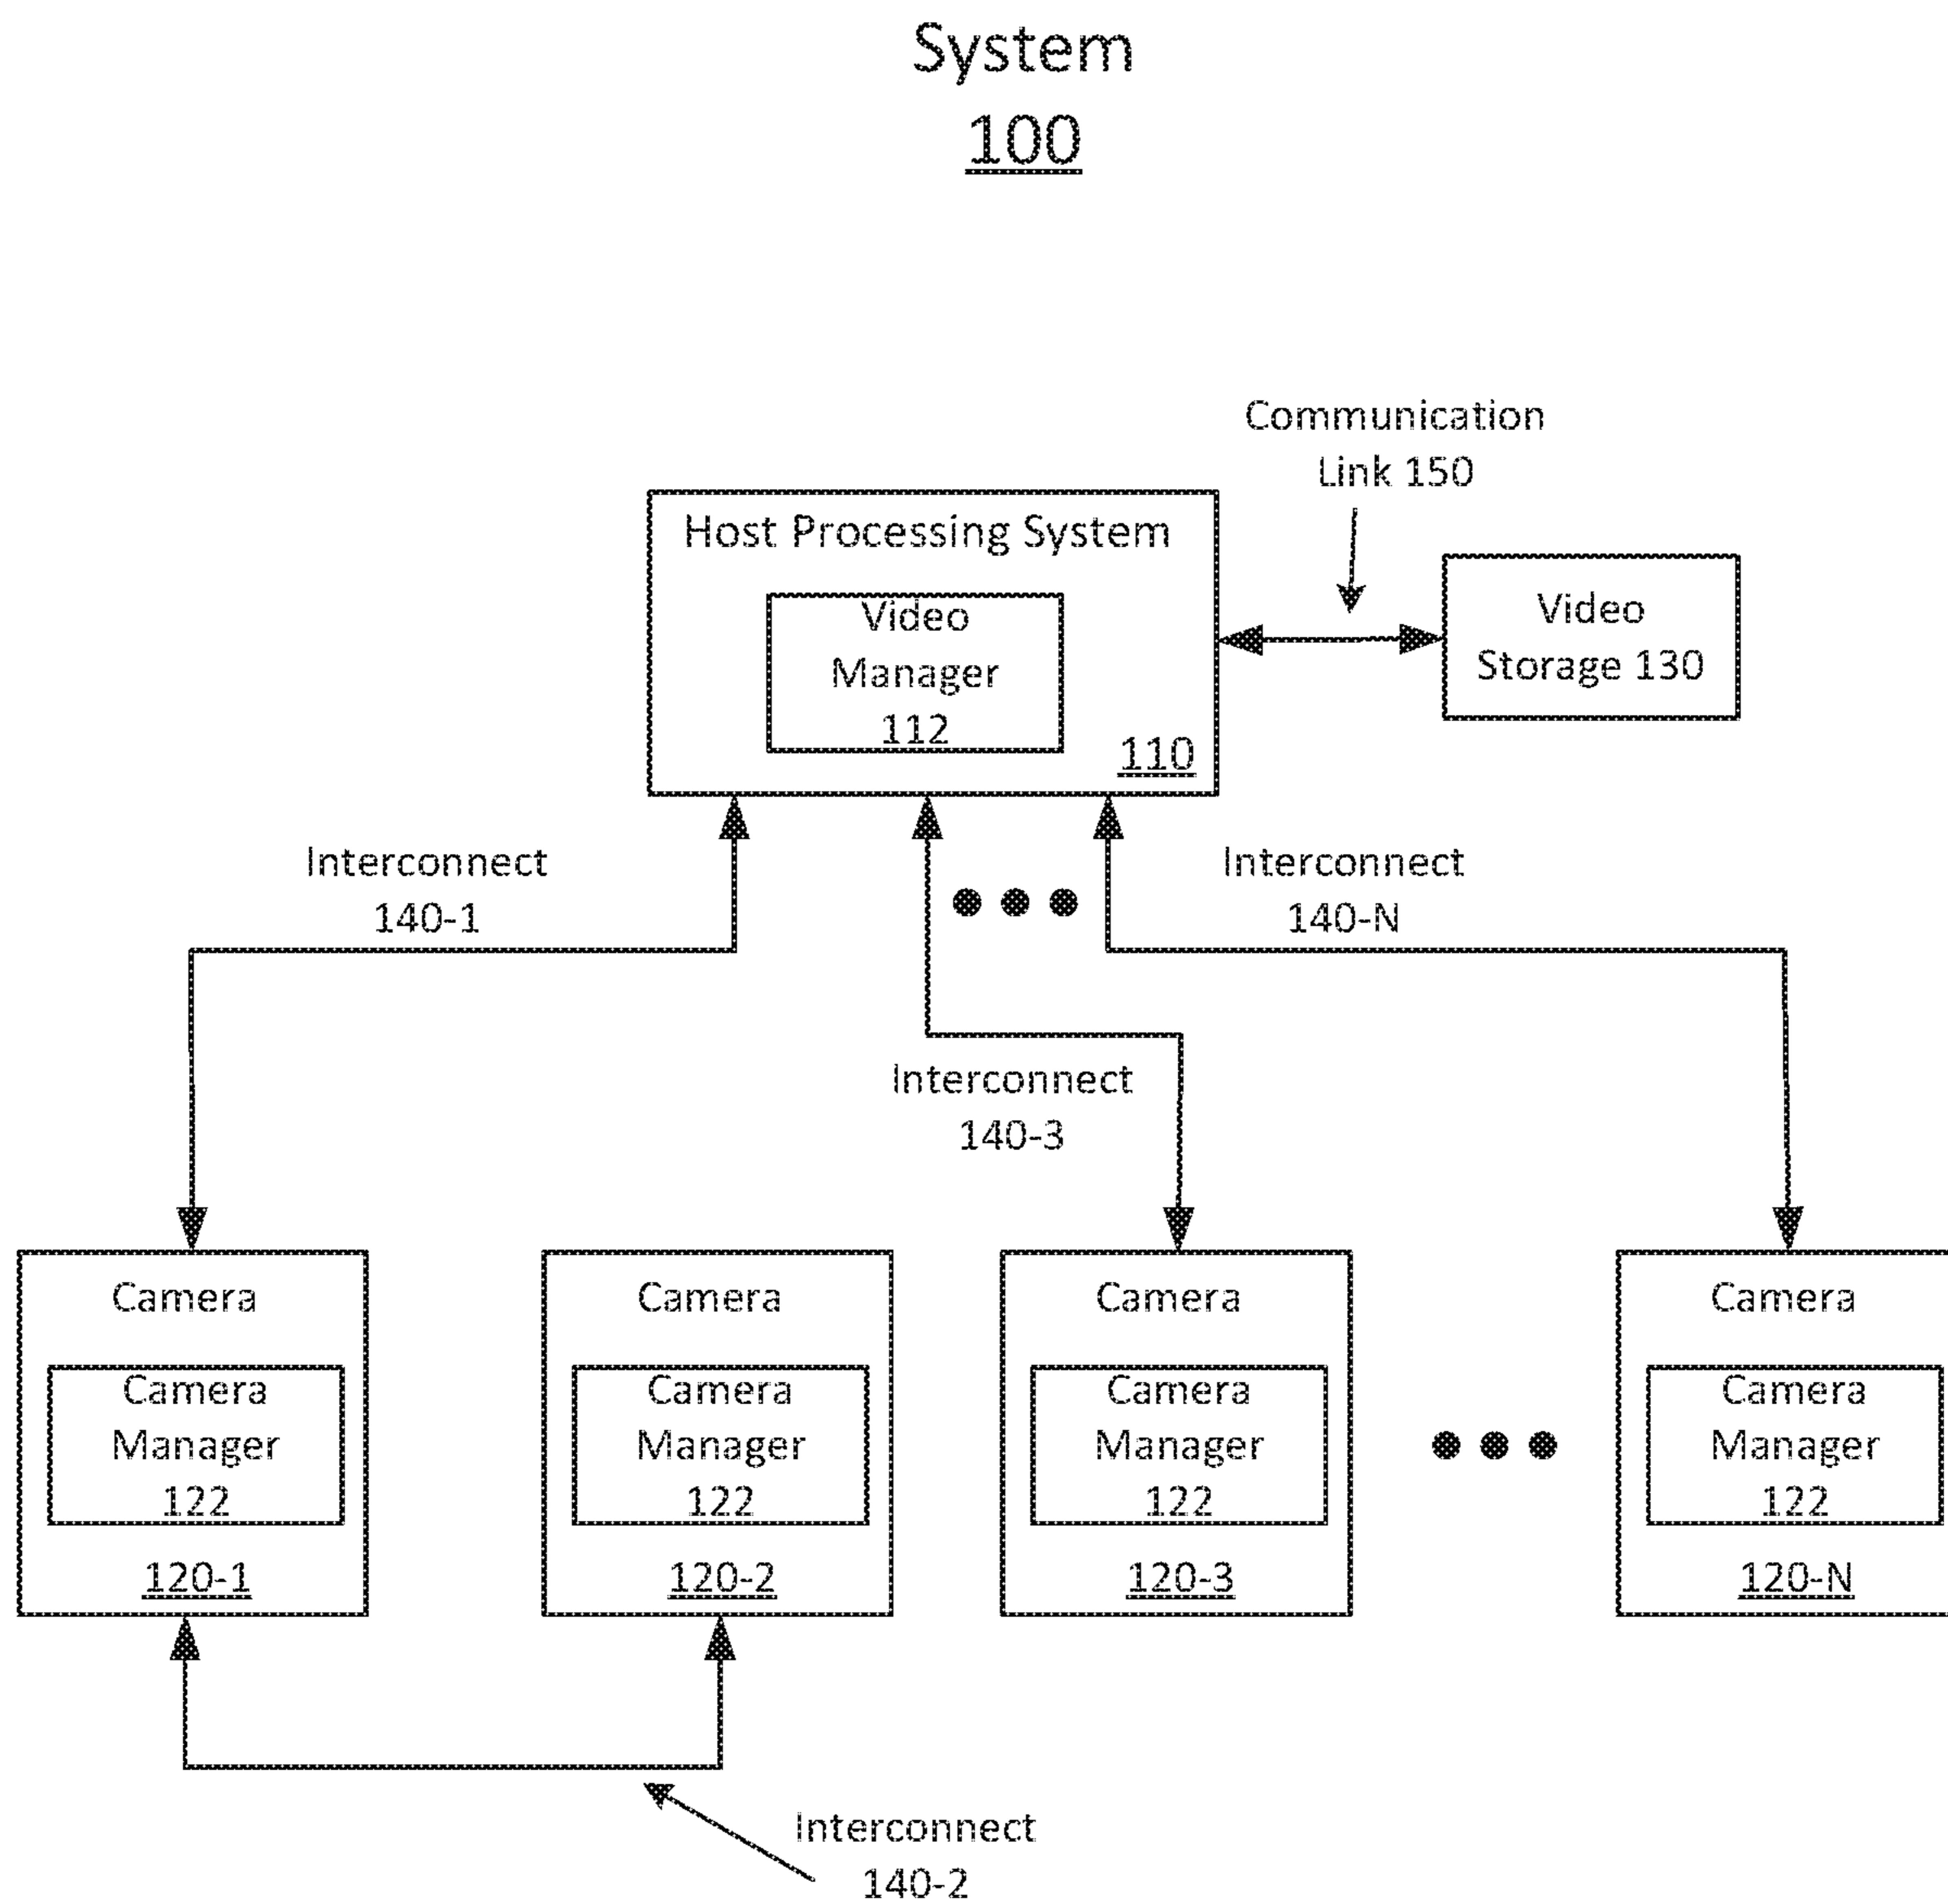 System
100
Communication
Link 150
Host Processing System
Video
Manager
112
110
Video
Storage 130
Interconnect
140-1
Interconnect
140-N
Interconnect
140-3
Camera
Camera
Manager
122
120-1
Camera
Camera
Manager
122
120-2
Camera
Camera
Manager
122
120-3
Camera
Camera
Manager
122
120-N
Interconnect
140-2